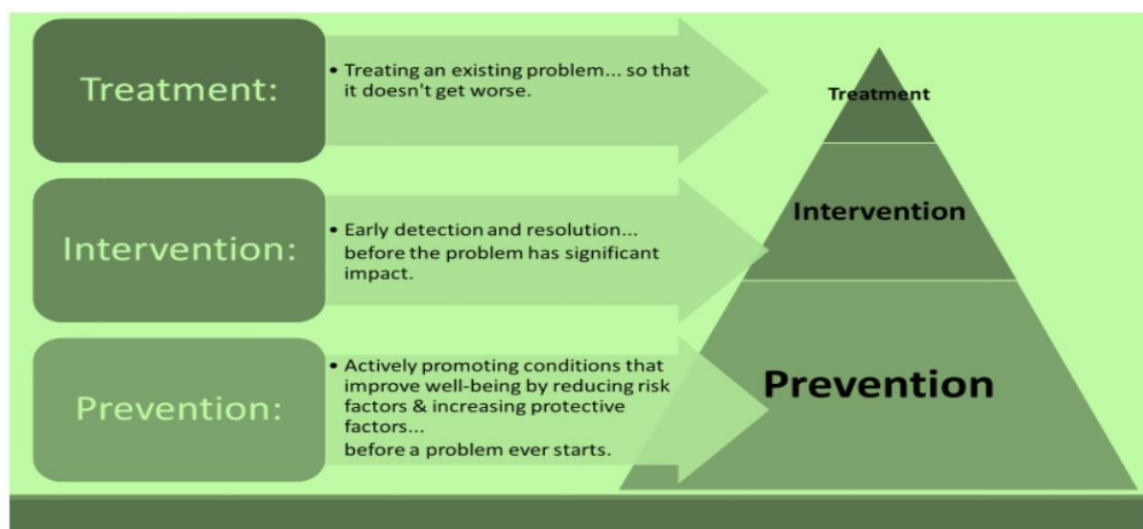 Treatment:
• Treating an existing problem... so that
it doesn't get worse.
Treatment
Intervention:
• Early detection and resolution...
before the problem has significant
impact.
Intervention
Prevention:
• Actively promoting conditions that
improve well-being by reducing risk
factors & increasing protective
factors...
before a problem ever starts.
Prevention